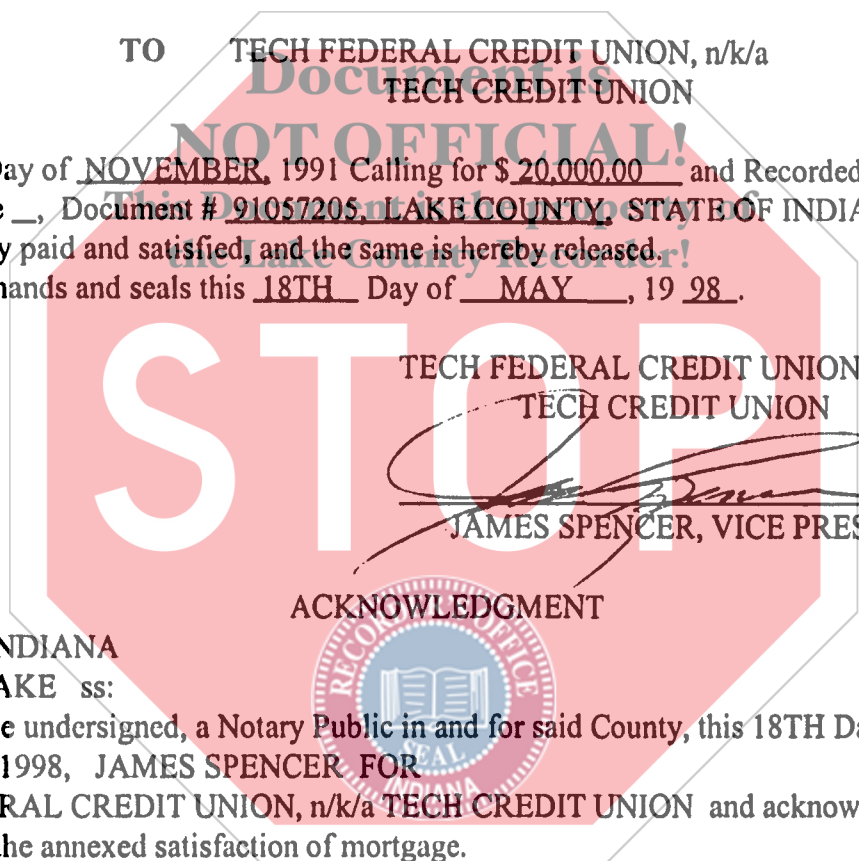 TO TECH FEDERAL CREDIT UNION, n/k/a
Document is
TECH CREDIT UNION
NOT OFFICIAL!
Day of NOVEMBER, 1991 Calling for $ 20,000.00 and Recorded
This Document is the property of
e _, Document # 91057205, LAKE COUNTY, STATE OF INDIA
y paid and satisfied, and the same is hereby released.
the Lake County Recorder!
hands and seals this 18TH Day of MAY , 19 98 .
STOP
TECH FEDERAL CREDIT UNION
TECH CREDIT UNION
JAMES SPENCER, VICE PRES
ACKNOWLEDGMENT
NDIANA
AKE ss:
e undersigned, a Notary Public in and for said County, this 18TH Da
1998, JAMES SPENCER FOR
RAL CREDIT UNION, n/k/a TECH CREDIT UNION and acknow
the annexed satisfaction of mortgage.
RECORDER'S OFFICE
SEAL
INDIANA